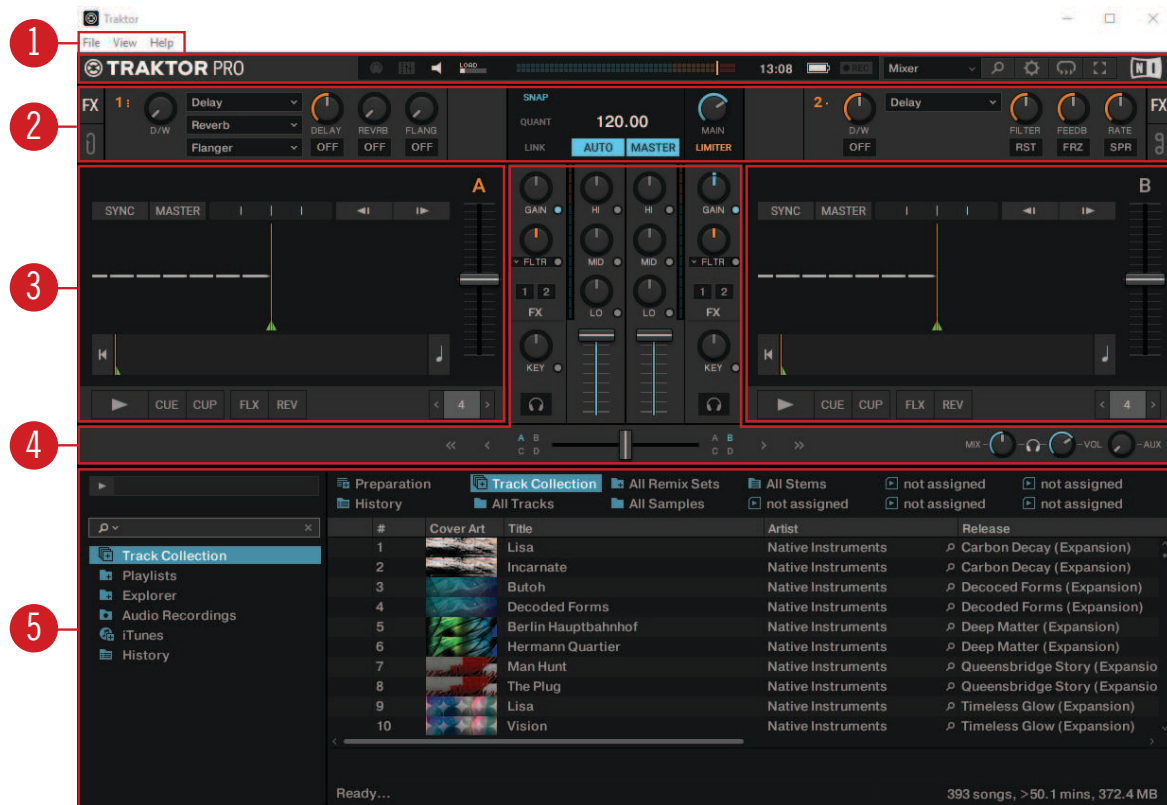 Traktor
1
File View Help
TRAKTOR PRO LOAD 13:08 REC Mixer NI
2
FX 1 D/W Delay Reverb Flanger DELAY OFF REVRB OFF FLANG OFF
SNAP
QUANT 120.00 MAIN
LINK AUTO MASTER LIMITER
2 D/W OFF Delay FILTER RST FEEDB FRZ RATE SPR FX
3
A
SYNC MASTER
CUE CUP FLX REV 4
GAIN HI HI GAIN
FLTR MID MID FLTR
1 2 1 2
FX LO LO FX
KEY KEY
B
SYNC MASTER
CUE CUP FLX REV 4
4
A B A B
C D C D
MIX VOL AUX
5
Track Collection
Playlists
Explorer
Audio Recordings
iTunes
History
Preparation Track Collection All Remix Sets All Stems not assigned not assigned
History All Tracks All Samples not assigned not assigned not assigned
# Cover Art Title Artist Release
1 Lisa Native Instruments Carbon Decay (Expansion)
2 Incarnate Native Instruments Carbon Decay (Expansion)
3 Butoh Native Instruments Decoced Forms (Expansion)
4 Decoded Forms Native Instruments Decoded Forms (Expansion)
5 Berlin Hauptbahnhof Native Instruments Deep Matter (Expansion)
6 Hermann Quartier Native Instruments Deep Matter (Expansion)
7 Man Hunt Native Instruments Queensbridge Story (Expansio
8 The Plug Native Instruments Queensbridge Story (Expansio
9 Lisa Native Instruments Timeless Glow (Expansion)
10 Vision Native Instruments Timeless Glow (Expansion)
Ready... 393 songs, >50.1 mins, 372.4 MB